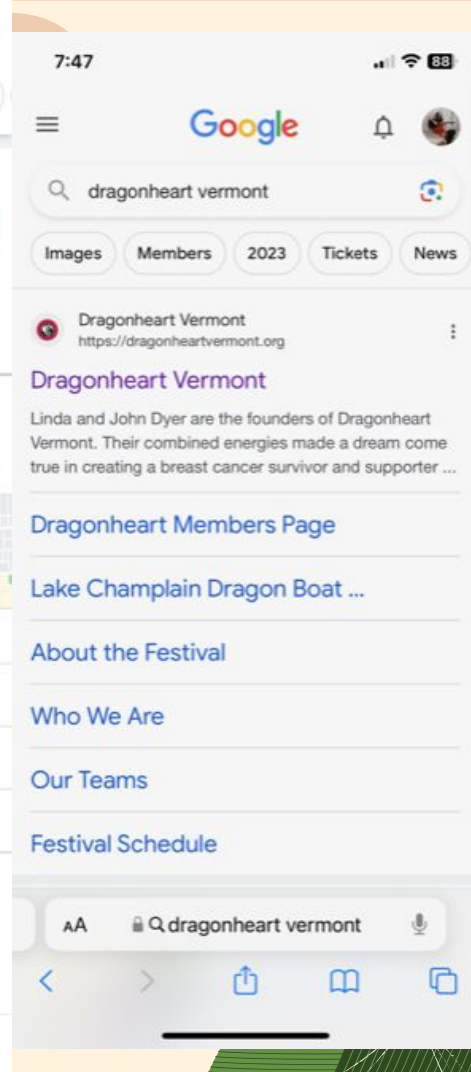 7:47
88
Google
dragonheart vermont
Images Members 2023 Tickets News
Dragonheart Vermont
https://dragonheartvermont.org
Dragonheart Vermont
Linda and John Dyer are the founders of Dragonheart
Vermont. Their combined energies made a dream come
true in creating a breast cancer survivor and supporter ...
Dragonheart Members Page
Lake Champlain Dragon Boat ...
About the Festival
Who We Are
Our Teams
Festival Schedule
AA dragonheart vermont